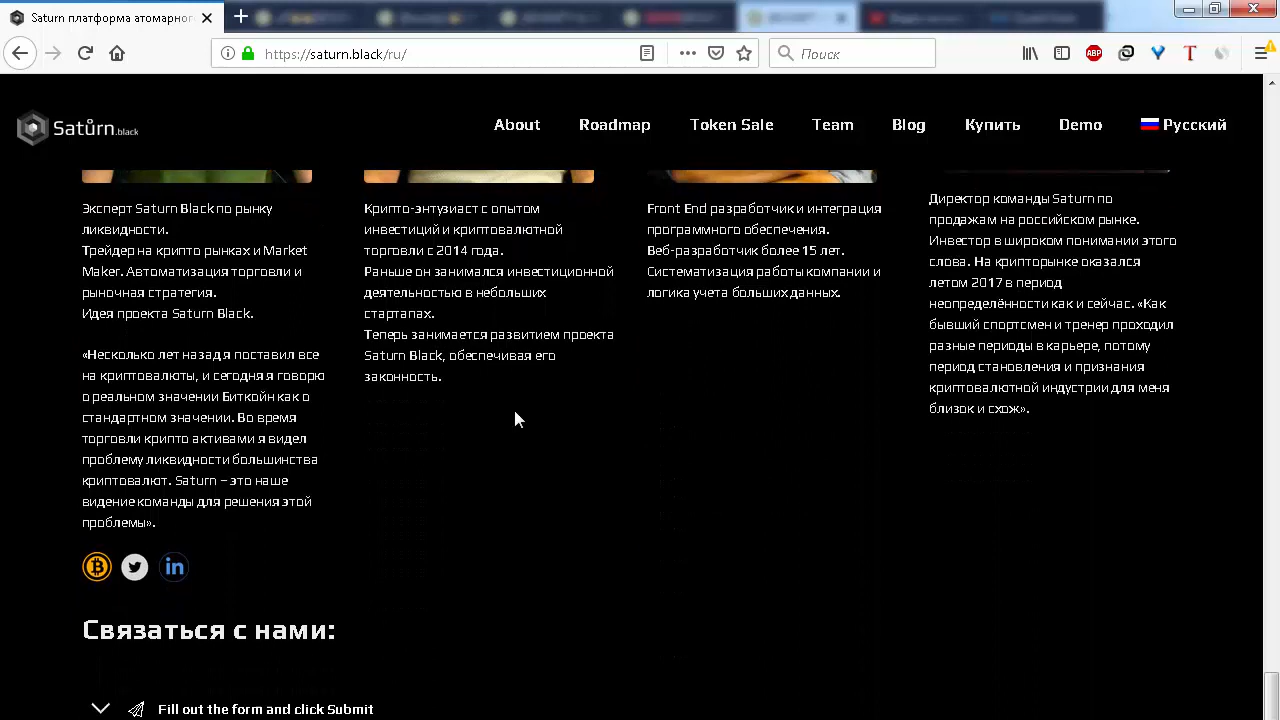 Saturn платформа атомарного
https://saturn.black/ru/
Поиск
ABP
T
Satůrn.black
About
Roadmap
Token Sale
Team
Blog
Купить
Demo
Русский
Эксперт Saturn Black по рынку
ликвидности.
Трейдер на крипто рынках и Market
Maker. Автоматизация торговли и
рыночная стратегия.
Идея проекта Saturn Black.
«Несколько лет назад я поставил все
на криптовалюты, и сегодня я говорю
о реальном значении Биткойн как о
стандартном значении. Во время
торговли крипто активами я видел
проблему ликвидности большинства
криптовалют. Saturn – это наше
видение команды для решения этой
проблемы».
Крипто-энтузиаст с опытом
инвестиций и криптовалютной
торговли с 2014 года.
Раньше он занимался инвестиционной
деятельностью в небольших
стартапах.
Теперь занимается развитием проекта
Saturn Black, обеспечивая его
законность.
Front End разработчик и интеграция
программного обеспечения.
Веб-разработчик более 15 лет.
Систематизация работы компании и
логика учета больших данных.
Директор команды Saturn по
продажам на российском рынке.
Инвестор в широком понимании этого
слова. На крипторынке оказался
летом 2017 в период
неопределённости как и сейчас. «Как
бывший спортсмен и тренер проходил
разные периоды в карьере, потому
период становления и признания
криптовалютной индустрии для меня
близок и схож».
in
Связаться с нами:
Fill out the form and click Submit